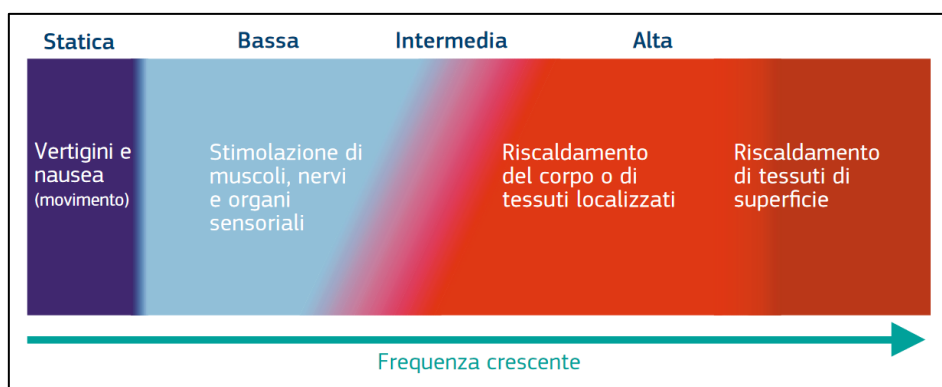 Statica Bassa Intermedia Alta
Vertigini e
nausea
(movimento)
Stimolazione di
muscoli, nervi
e organi
sensoriali
Riscaldamento
del corpo o di
tessuti localizzati
Riscaldamento
di tessuti di
superficie
Frequenza crescente